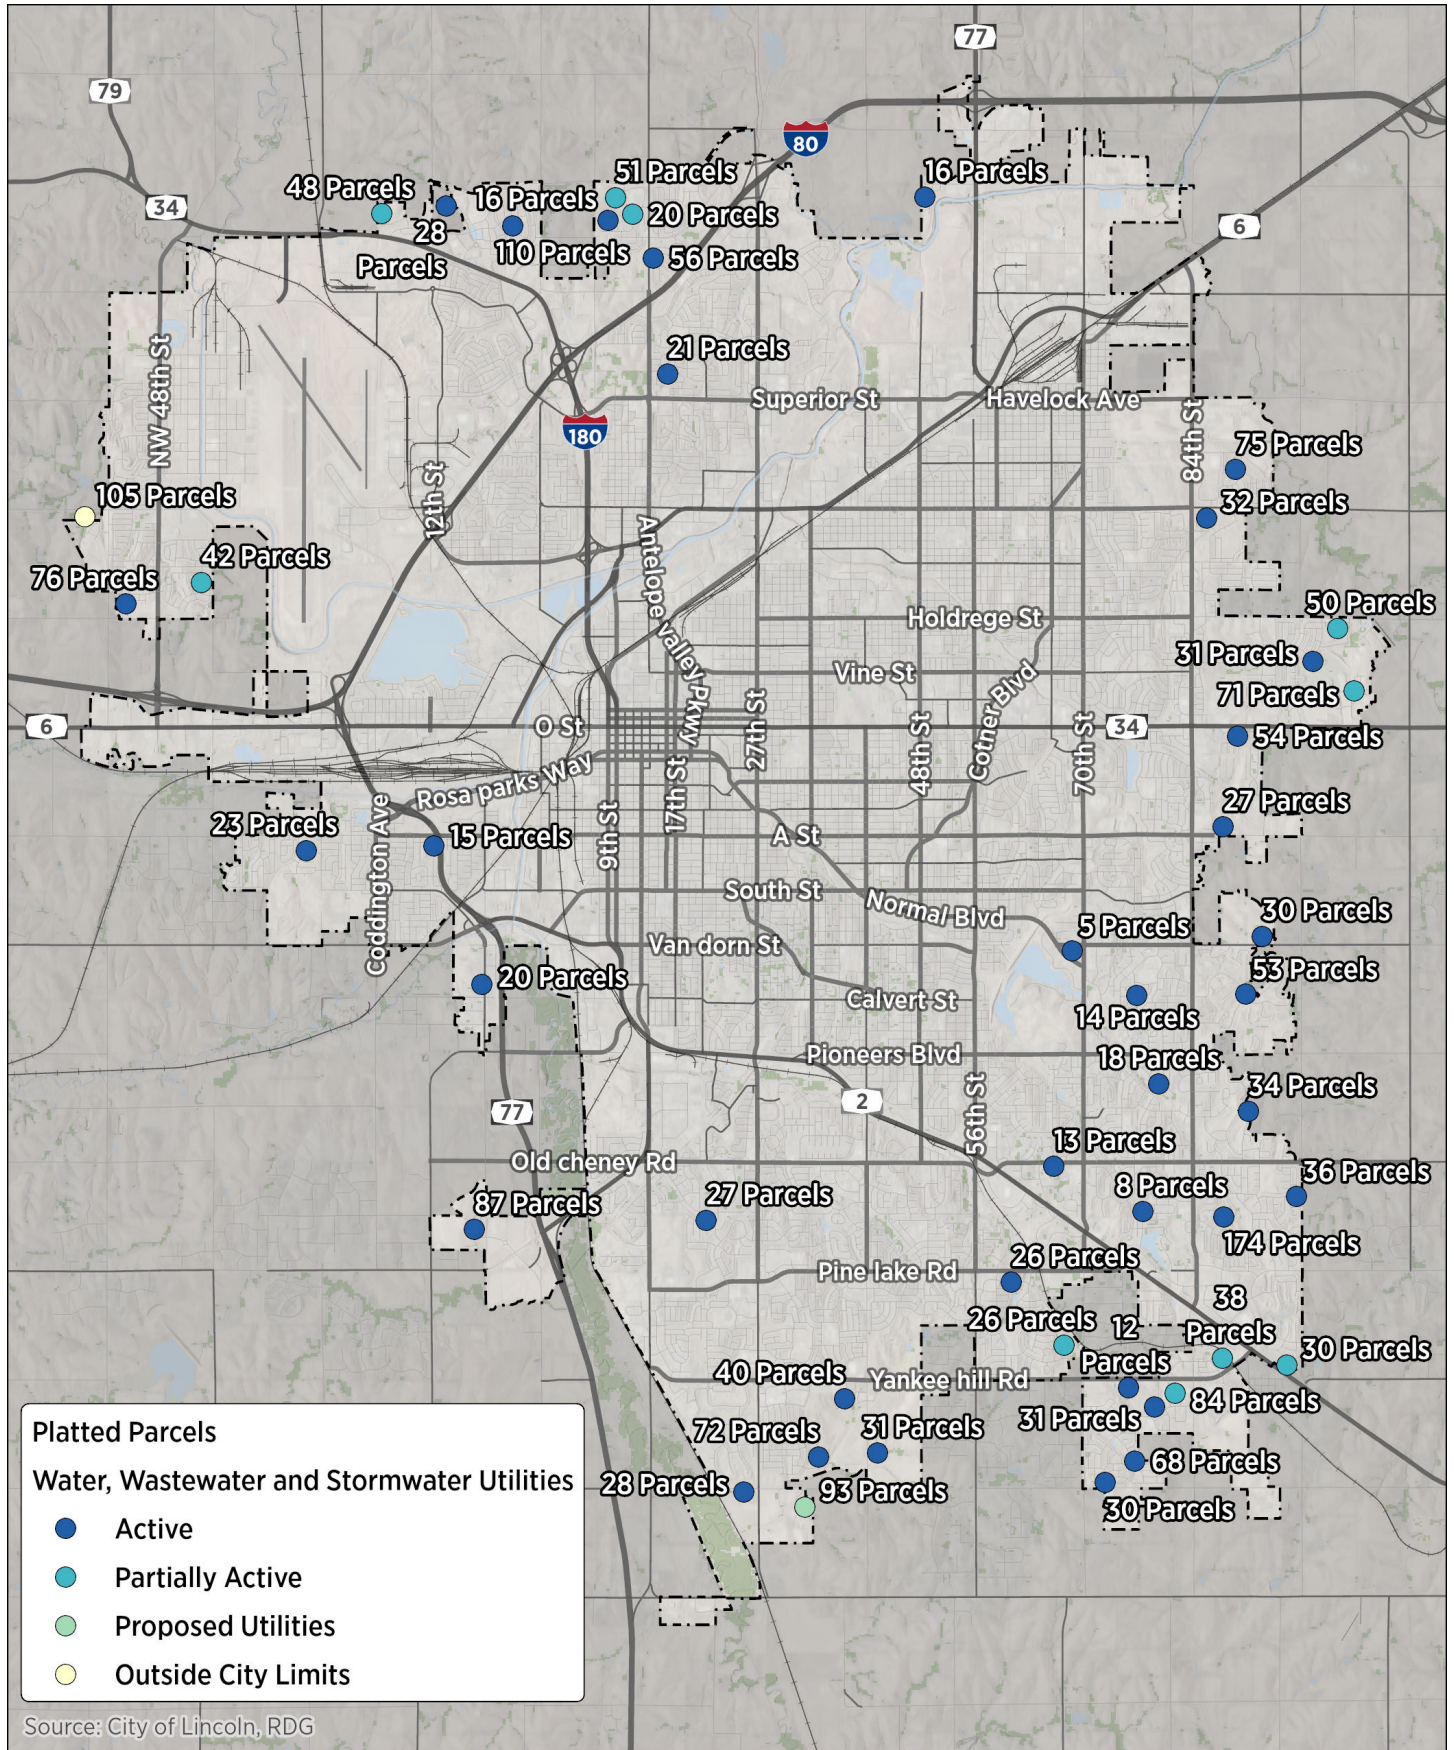 77
79
80
51 Parcels
16 Parcels
48 Parcels
16 Parcels
34
20 Parcels
6
28
Parcels
110 Parcels
56 Parcels
21 Parcels
NW 48th St
Superior St
Havelock Ave
180
84th St
75 Parcels
12th St
105 Parcels
32 Parcels
42 Parcels
76 Parcels
Antelope valley Pkwy
50 Parcels
Holdrege St
31 Parcels
Vine St
71 Parcels
Cotner Blvd
6
O St
27th St
48th St
70th St
34
54 Parcels
Rosa parks Way
17th St
27 Parcels
23 Parcels
Coddington Ave
15 Parcels
9th St
A St
South St
Normal Blvd
30 Parcels
5 Parcels
Van dorn St
53 Parcels
20 Parcels
Calvert St
14 Parcels
Pioneers Blvd
18 Parcels
34 Parcels
77
2
56th St
13 Parcels
Old cheney Rd
36 Parcels
87 Parcels
27 Parcels
8 Parcels
174 Parcels
26 Parcels
Pine lake Rd
38
Parcels
26 Parcels
12
Parcels
30 Parcels
40 Parcels
Yankee hill Rd
84 Parcels
31 Parcels
72 Parcels
31 Parcels
68 Parcels
28 Parcels
93 Parcels
30 Parcels
Platted Parcels
Water, Wastewater and Stormwater Utilities
Active
Partially Active
Proposed Utilities
Outside City Limits
Source: City of Lincoln, RDG